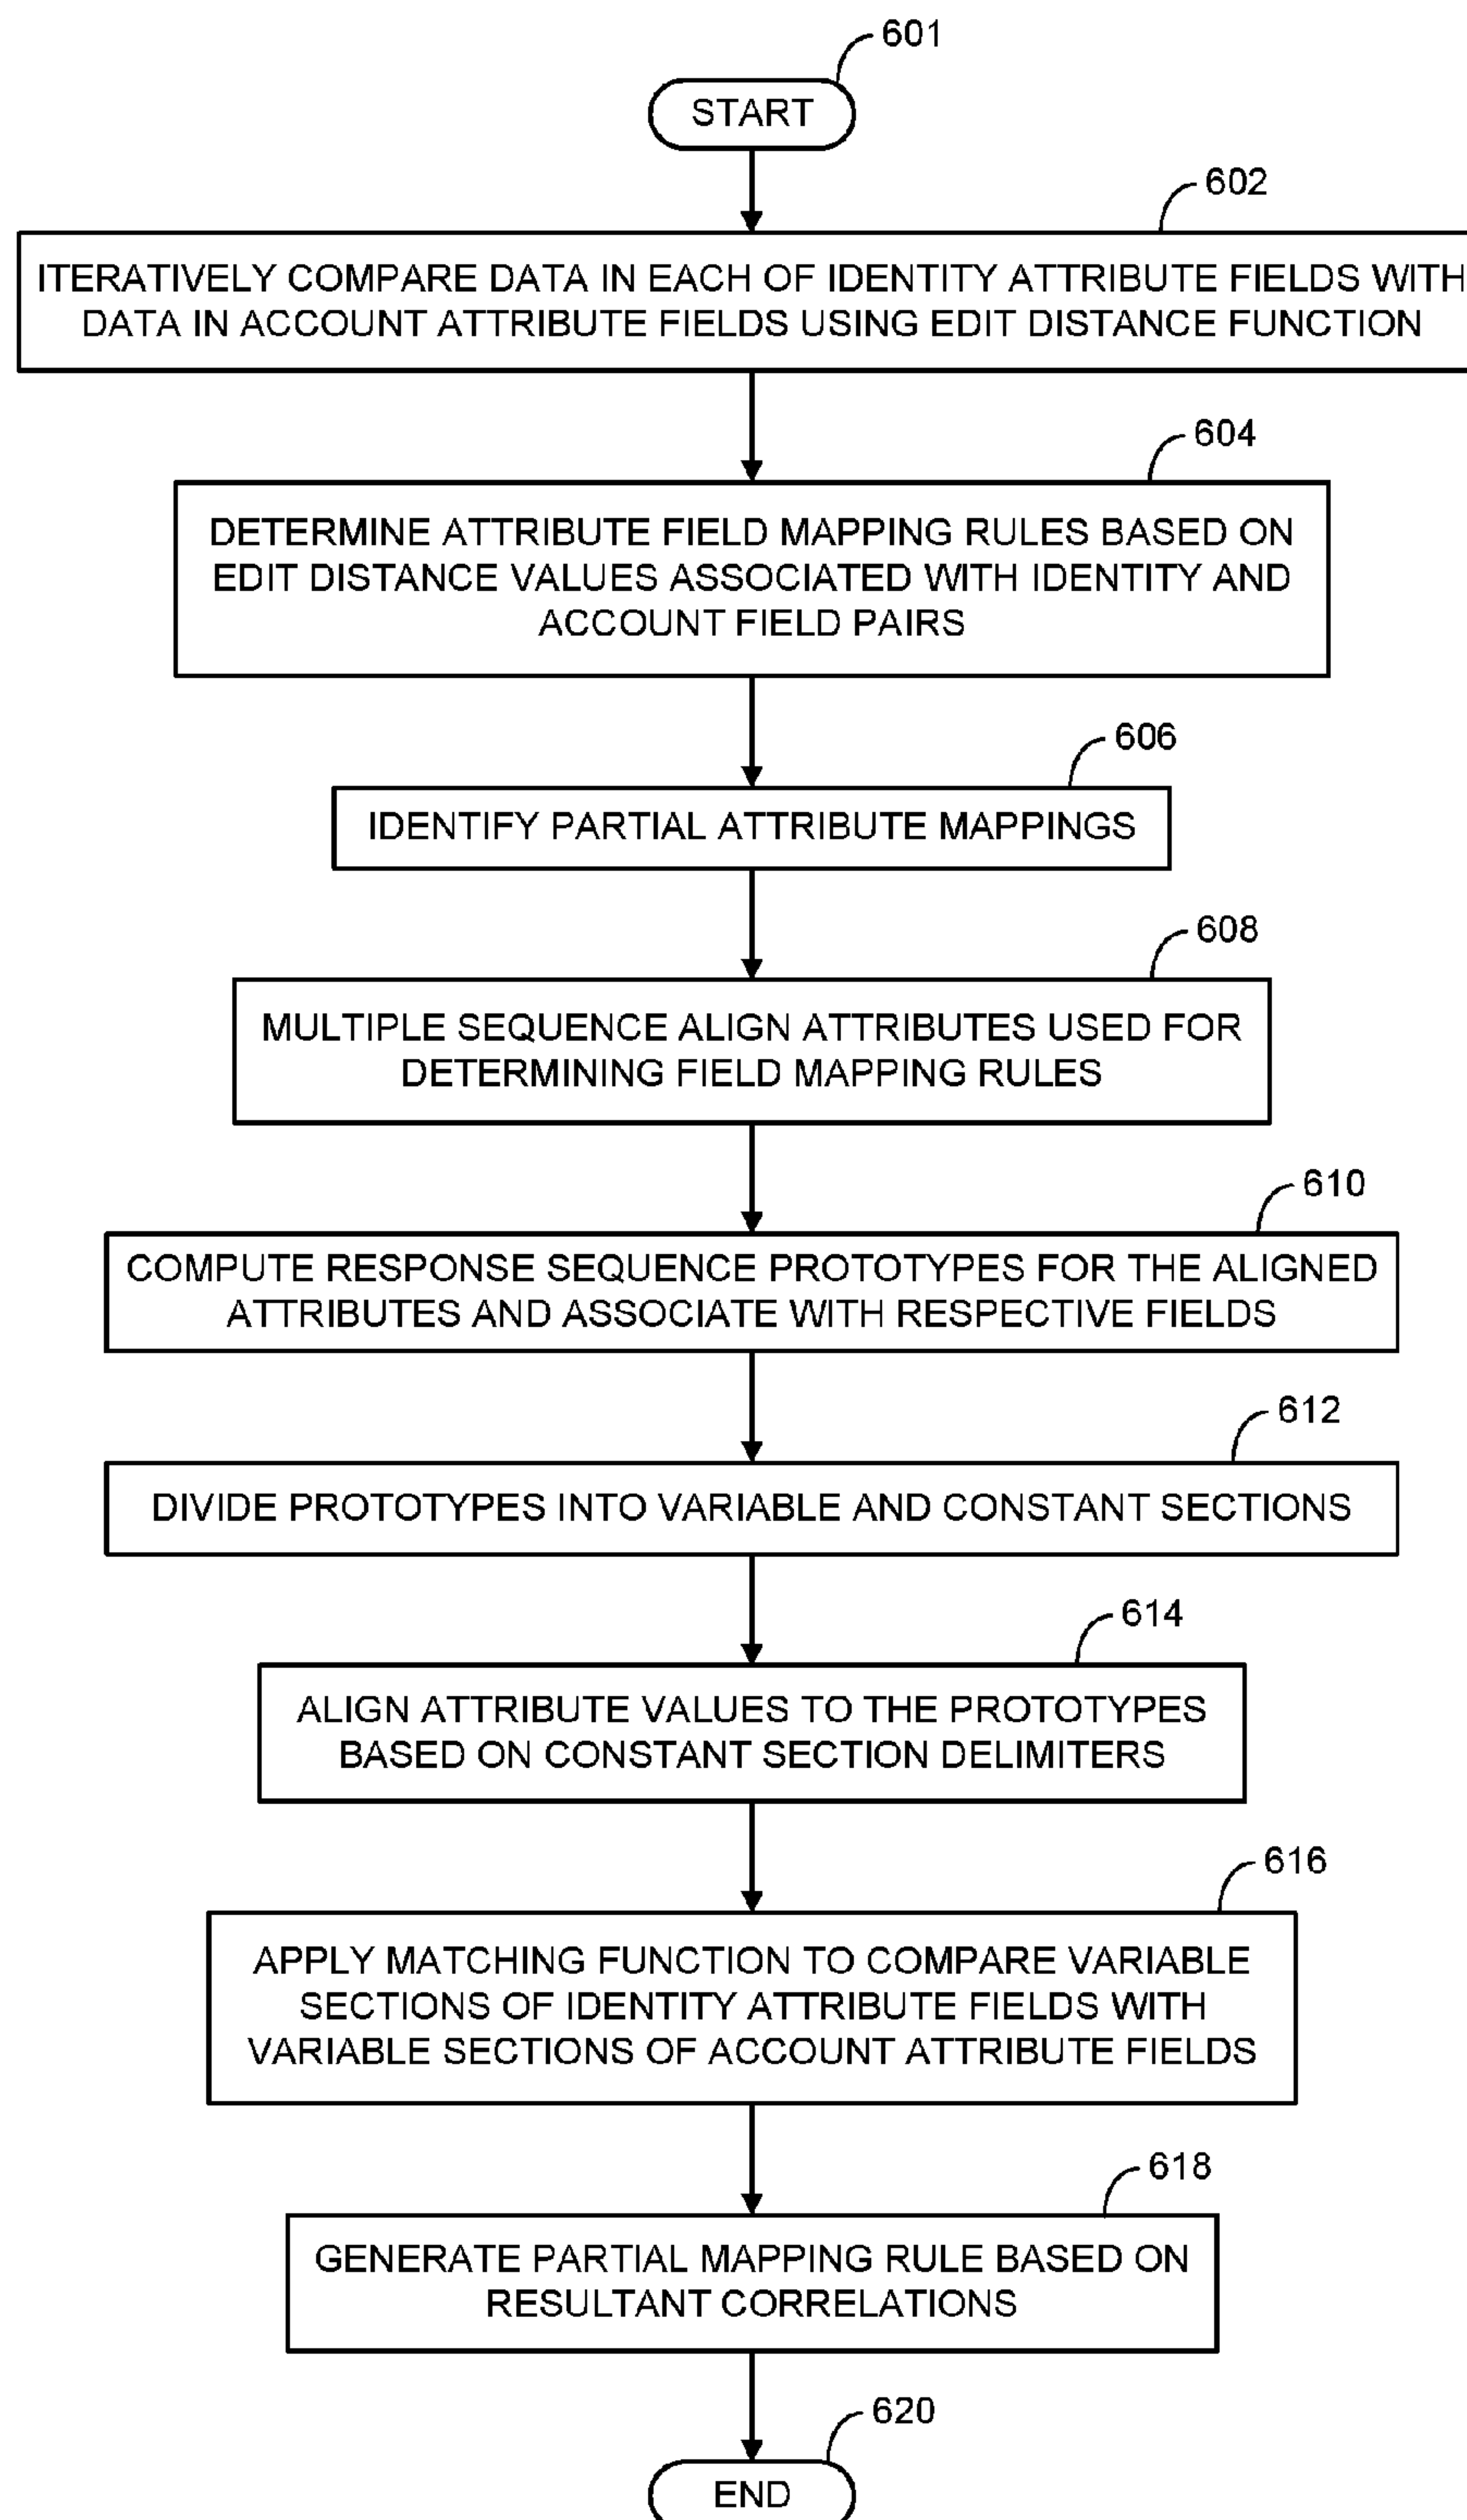 601
START
602
ITERATIVELY COMPARE DATA IN EACH OF IDENTITY ATTRIBUTE FIELDS WITH
DATA IN ACCOUNT ATTRIBUTE FIELDS USING EDIT DISTANCE FUNCTION
604
DETERMINE ATTRIBUTE FIELD MAPPING RULES BASED ON
EDIT DISTANCE VALUES ASSOCIATED WITH IDENTITY AND
ACCOUNT FIELD PAIRS
606
IDENTIFY PARTIAL ATTRIBUTE MAPPINGS
608
MULTIPLE SEQUENCE ALIGN ATTRIBUTES USED FOR
DETERMINING FIELD MAPPING RULES
610
COMPUTE RESPONSE SEQUENCE PROTOTYPES FOR THE ALIGNED
ATTRIBUTES AND ASSOCIATE WITH RESPECTIVE FIELDS
612
DIVIDE PROTOTYPES INTO VARIABLE AND CONSTANT SECTIONS
614
ALIGN ATTRIBUTE VALUES TO THE PROTOTYPES
BASED ON CONSTANT SECTION DELIMITERS
616
APPLY MATCHING FUNCTION TO COMPARE VARIABLE
SECTIONS OF IDENTITY ATTRIBUTE FIELDS WITH
VARIABLE SECTIONS OF ACCOUNT ATTRIBUTE FIELDS
618
GENERATE PARTIAL MAPPING RULE BASED ON
RESULTANT CORRELATIONS
620
END